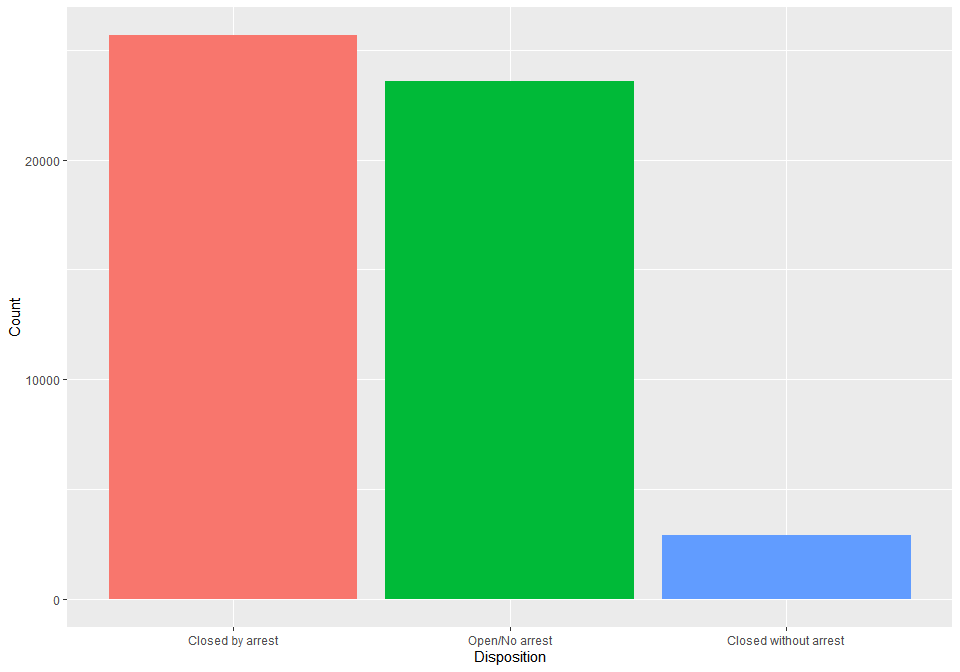 Count
20000
10000
0
Closed by arrest
Open/No arrest
Closed without arrest
Disposition